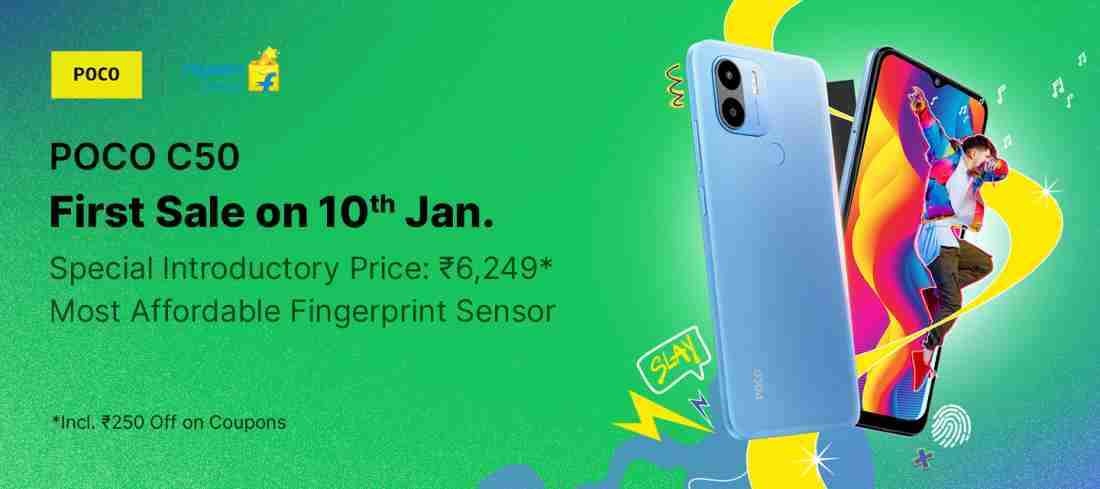 POCO
POCO C50
First Sale on 10th Jan.
Special Introductory Price: ₹6,249*
Most Affordable Fingerprint Sensor
*Incl. ₹250 Off on Coupons
SLAY
POCO